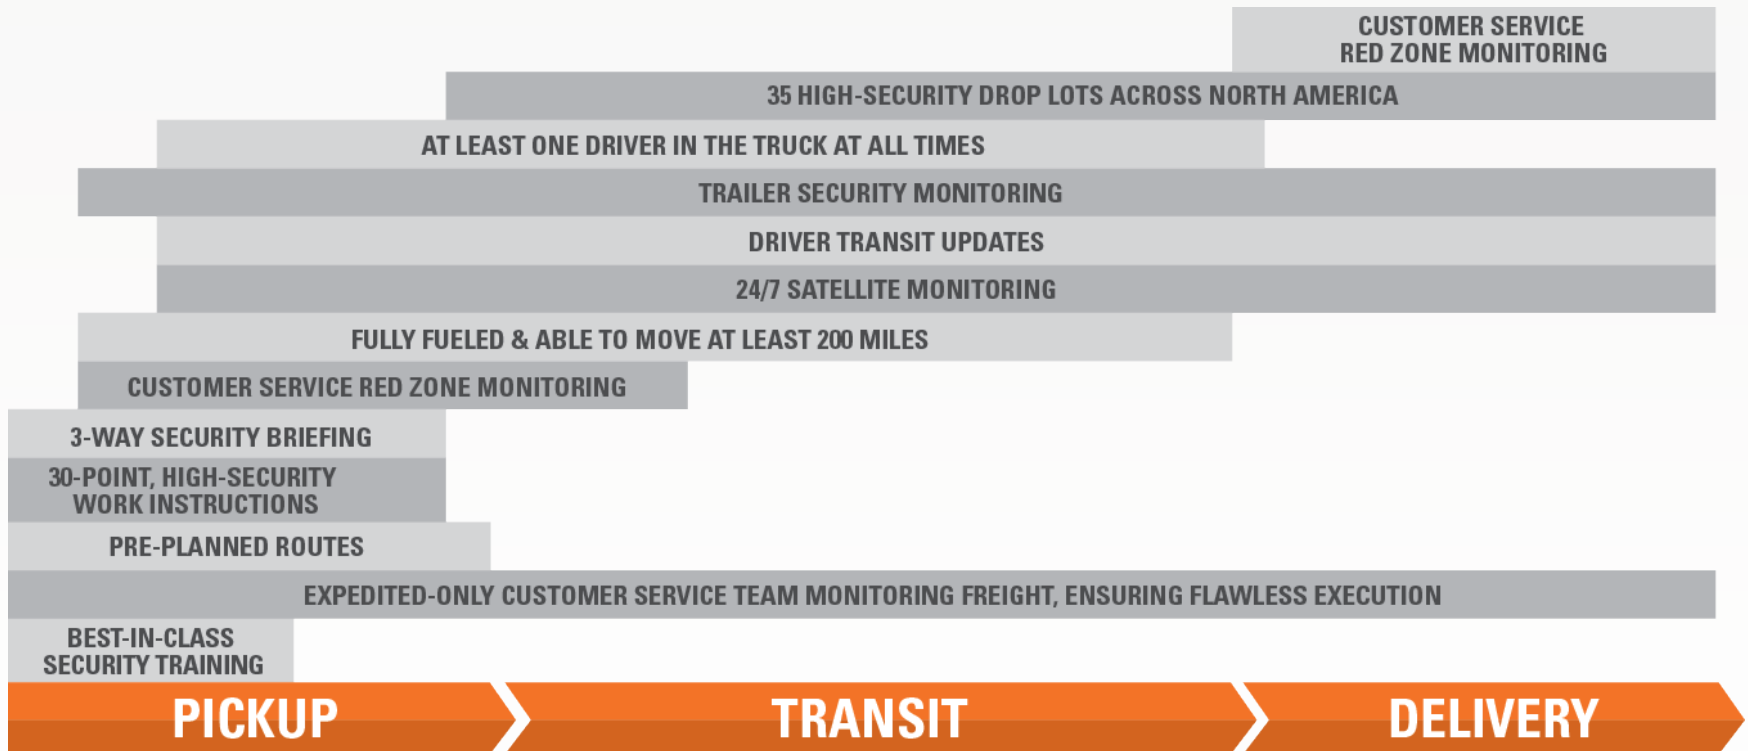 CUSTOMER SERVICE
RED ZONE MONITORING
35 HIGH-SECURITY DROP LOTS ACROSS NORTH AMERICA
AT LEAST ONE DRIVER IN THE TRUCK AT ALL TIMES
TRAILER SECURITY MONITORING
DRIVER TRANSIT UPDATES
24/7 SATELLITE MONITORING
FULLY FUELED & ABLE TO MOVE AT LEAST 200 MILES
CUSTOMER SERVICE RED ZONE MONITORING
3-WAY SECURITY BRIEFING
30-POINT, HIGH-SECURITY
WORK INSTRUCTIONS
PRE-PLANNED ROUTES
EXPEDITED-ONLY CUSTOMER SERVICE TEAM MONITORING FREIGHT, ENSURING FLAWLESS EXECUTION
BEST-IN-CLASS
SECURITY TRAINING
PICKUP
TRANSIT
DELIVERY